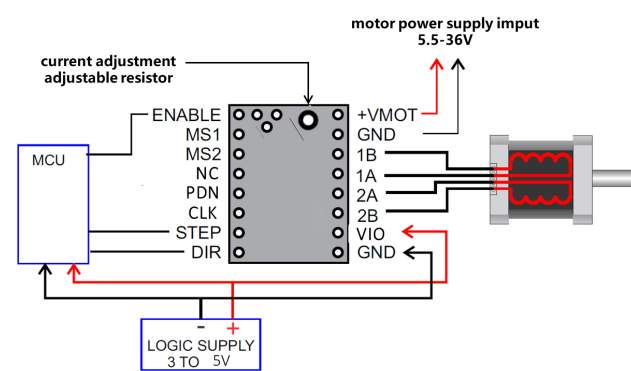 motor power supply imput
5.5-36V
current adjustment
adjustable resistor
ENABLE
MS1
MS2
NC
PDN
CLK
STEP
DIR
+VMOT
GND
1B
1A
2A
2B
VIO
GND
MCU
- +
LOGIC SUPPLY
3 TO 5V